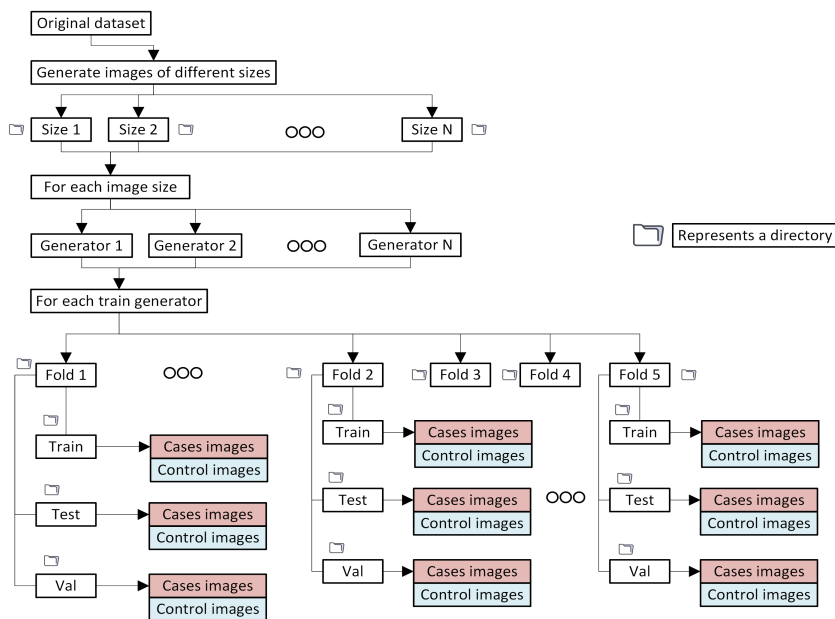 Original dataset
Generate images of different sizes
Size 1 Size 2 OOO Size N
For each image size
Generator 1 Generator 2 OOO Generator N
Represents a directory
For each train generator
Fold 1 OOO Fold 2 Fold 3 Fold 4 Fold 5
Train Cases images Train Cases images Train Cases images
Control images Control images Control images
Test Cases images Test Cases images OOO Test Cases images
Control images Control images Control images
Val Cases images Val Cases images Val Cases images
Control images Control images Control images